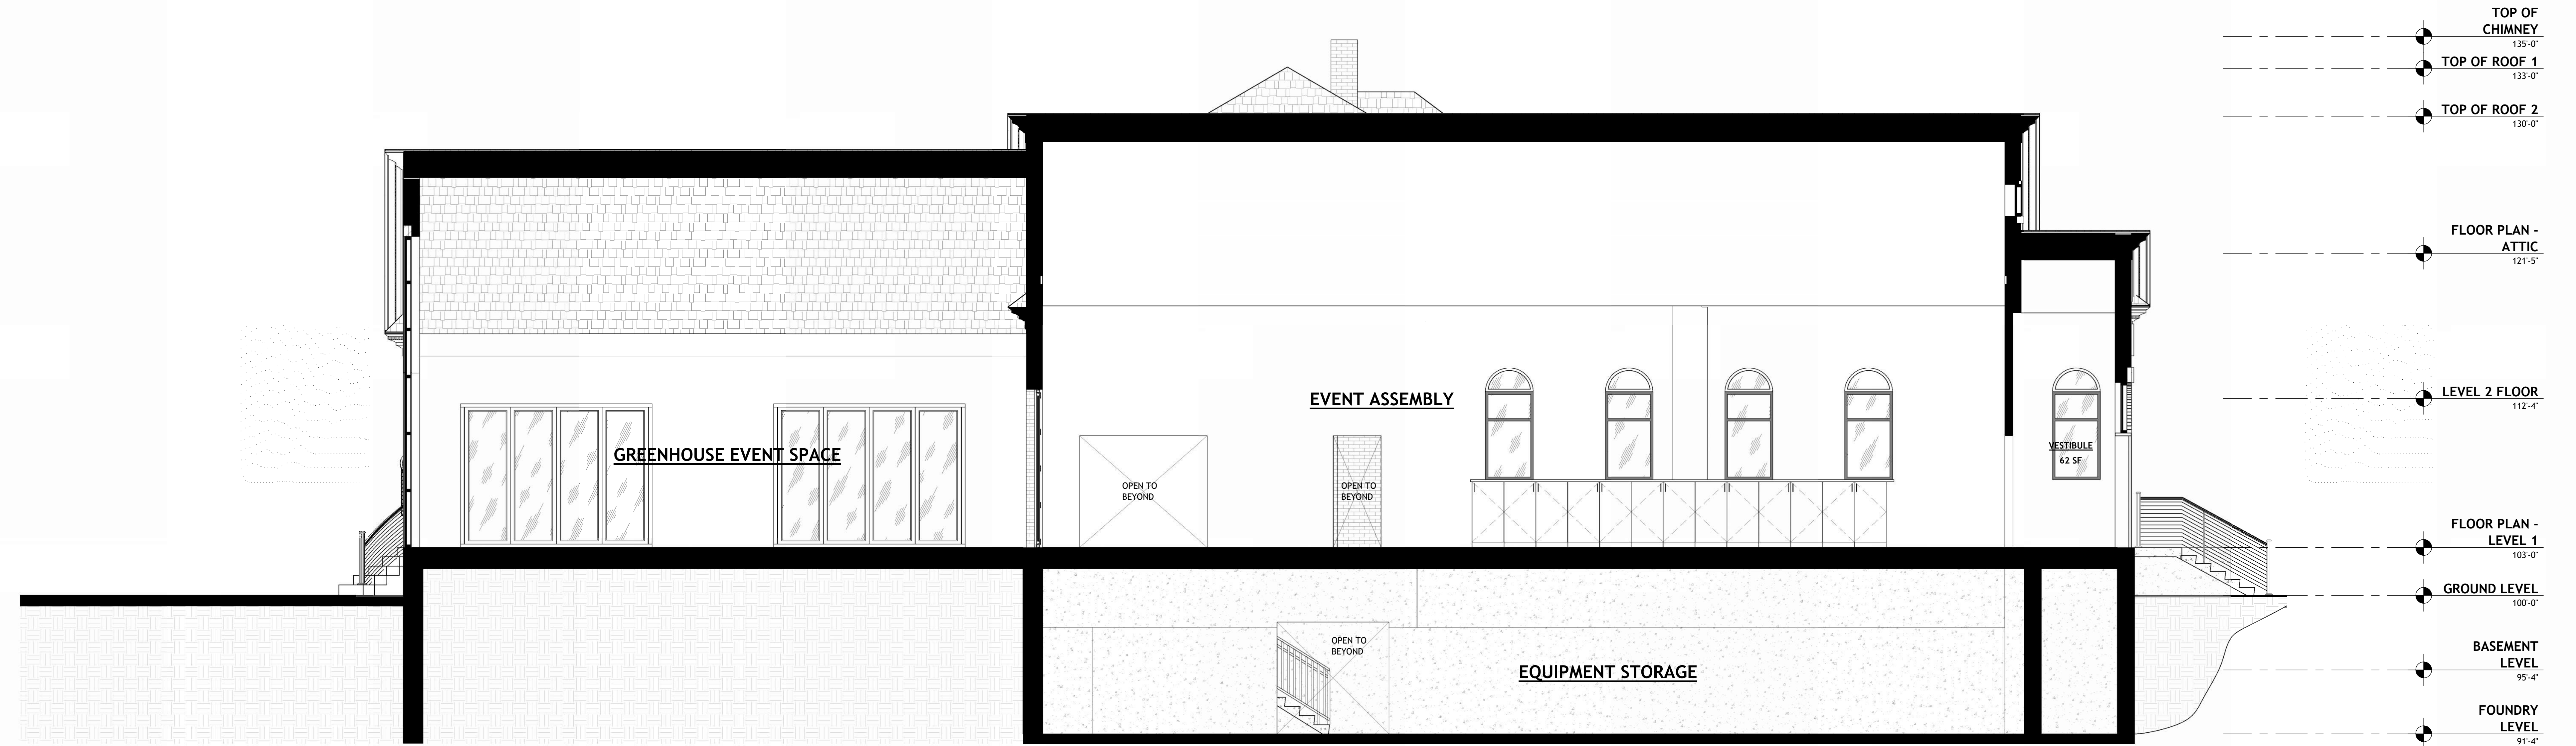 TOP OF
CHIMNEY
135'-0"
TOP OF ROOF 1
133'-0"
TOP OF ROOF 2
130'-0"
FLOOR PLAN -
ATTIC
121'-5"
LEVEL 2 FLOOR
112'-4"
EVENT ASSEMBLY
GREENHOUSE EVENT SPACE
VESTIBULE
62 SF
OPEN TO
BEYOND
OPEN TO
BEYOND
FLOOR PLAN -
LEVEL 1
103'-0"
GROUND LEVEL
100'-0"
OPEN TO
BEYOND
EQUIPMENT STORAGE
BASEMENT
LEVEL
95'-4"
FOUNDRY
LEVEL
91'-4"